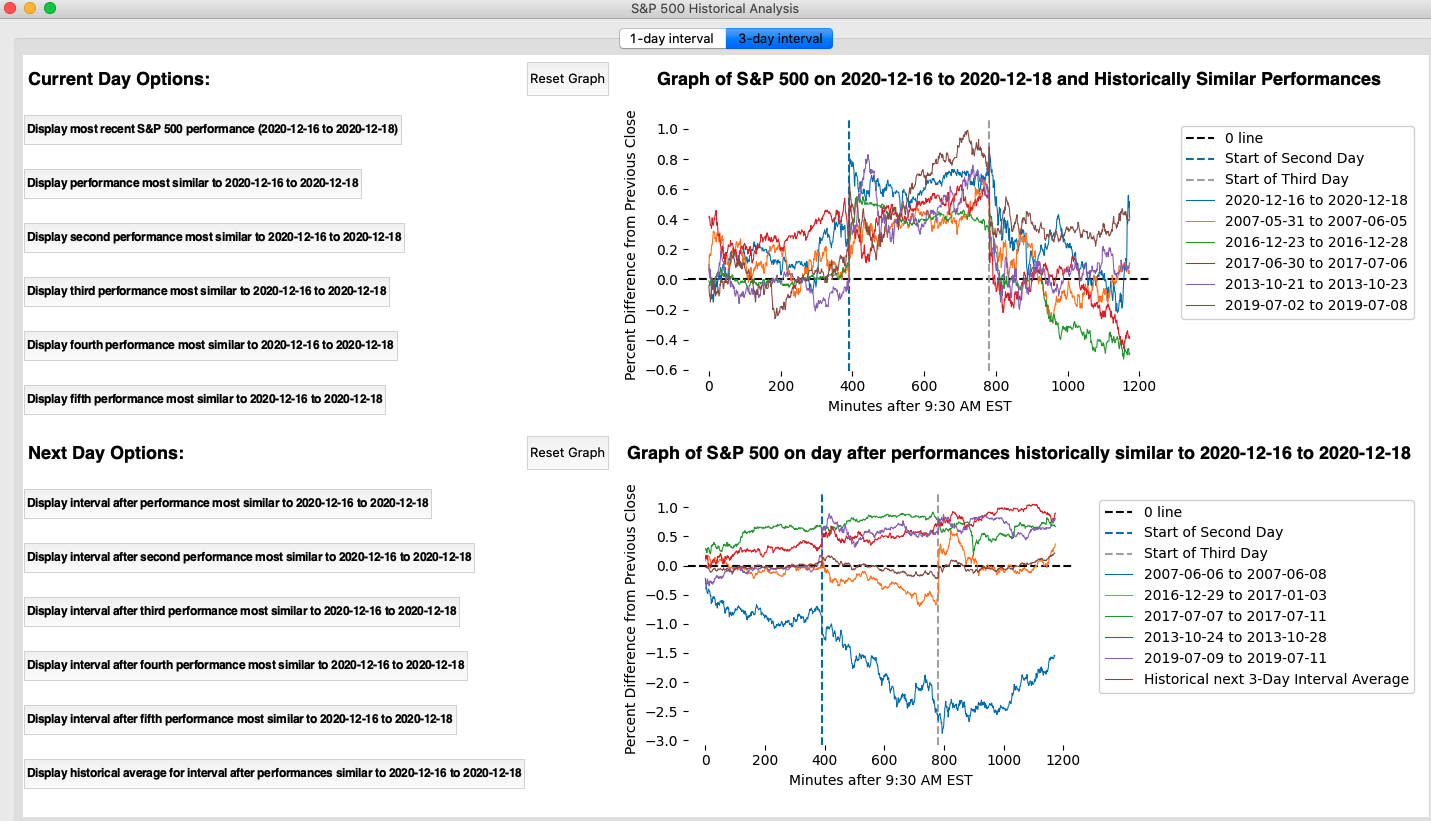 S&P 500 Historical Analysis
1-day interval
3-day interval
Current Day Options:
Reset Graph
Display most recent S&P 500 performance (2020-12-16 to 2020-12-18)
Display performance most similar to 2020-12-16 to 2020-12-18
Display second performance most similar to 2020-12-16 to 2020-12-18
Display third performance most similar to 2020-12-16 to 2020-12-18
Display fourth performance most similar to 2020-12-16 to 2020-12-18
Display fifth performance most similar to 2020-12-16 to 2020-12-18
Graph of S&P 500 on 2020-12-16 to 2020-12-18 and Historically Similar Performances
Percent Difference from Previous Close
1.0
0.8
0.6
0.4
0.2
0.0
−0.2
−0.4
−0.6
0 200 400 600 800 1000 1200
Minutes after 9:30 AM EST
0 line
Start of Second Day
Start of Third Day
2020-12-16 to 2020-12-18
2007-05-31 to 2007-06-05
2016-12-23 to 2016-12-28
2017-06-30 to 2017-07-06
2013-10-21 to 2013-10-23
2019-07-02 to 2019-07-08
Next Day Options:
Reset Graph
Display interval after performance most similar to 2020-12-16 to 2020-12-18
Display interval after second performance most similar to 2020-12-16 to 2020-12-18
Display interval after third performance most similar to 2020-12-16 to 2020-12-18
Display interval after fourth performance most similar to 2020-12-16 to 2020-12-18
Display interval after fifth performance most similar to 2020-12-16 to 2020-12-18
Display historical average for interval after performances similar to 2020-12-16 to 2020-12-18
Graph of S&P 500 on day after performances historically similar to 2020-12-16 to 2020-12-18
Percent Difference from Previous Close
1.0
0.5
0.0
−0.5
−1.0
−1.5
−2.0
−2.5
−3.0
0 200 400 600 800 1000 1200
Minutes after 9:30 AM EST
0 line
Start of Second Day
Start of Third Day
2007-06-06 to 2007-06-08
2016-12-29 to 2017-01-03
2017-07-07 to 2017-07-11
2013-10-24 to 2013-10-28
2019-07-09 to 2019-07-11
Historical next 3-Day Interval Average